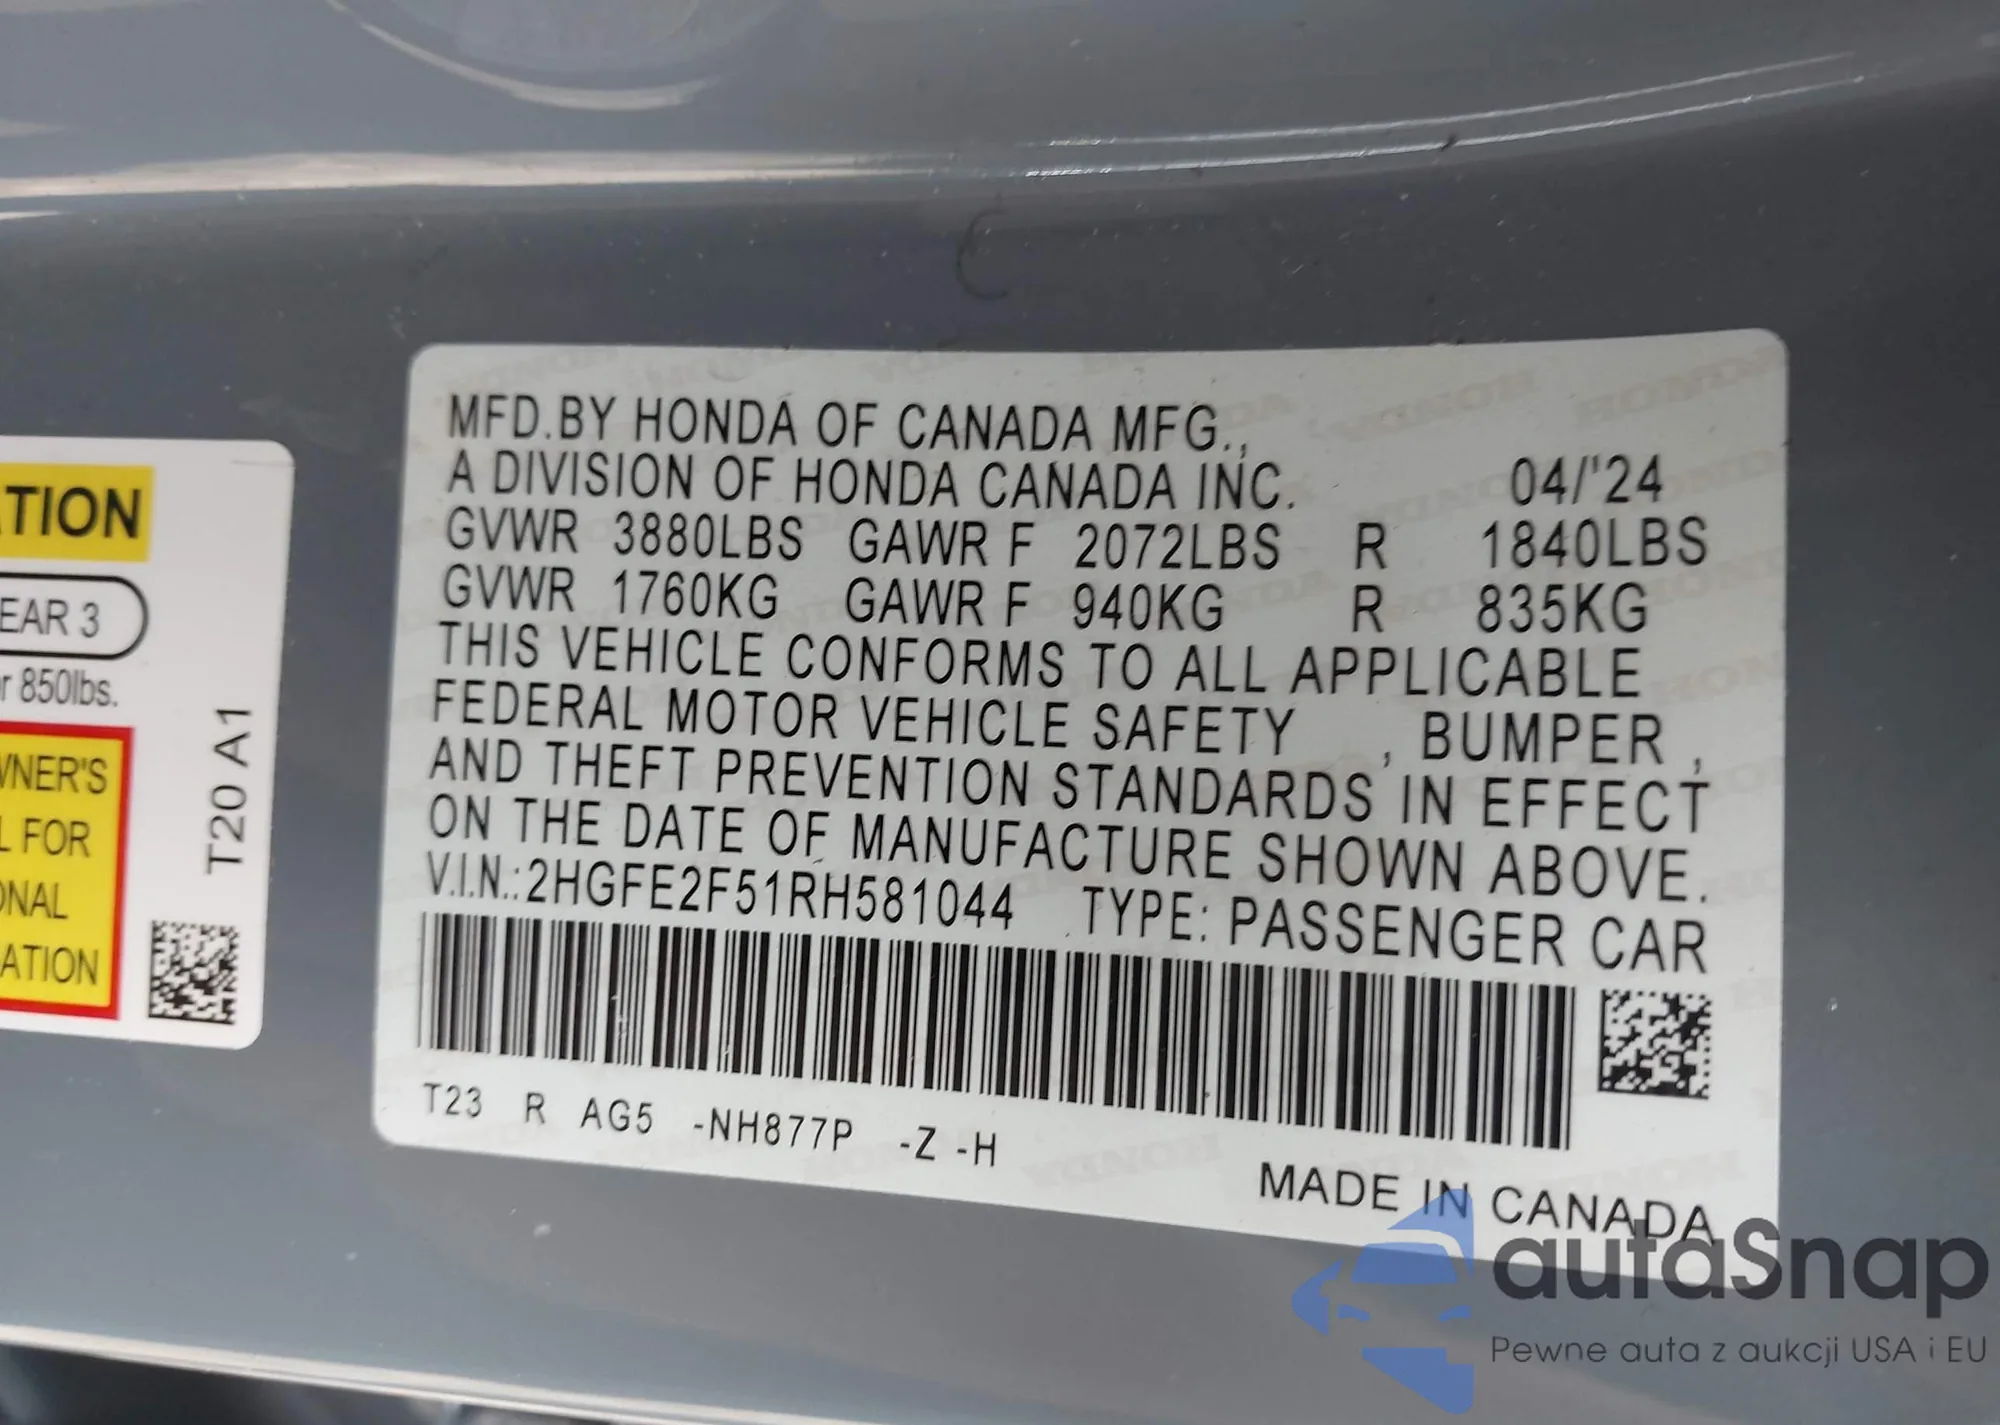 MFD.BY HONDA OF CANADA MFG.,
A DIVISION OF HONDA CANADA INC. 04/'24
GVWR 3880LBS GAWR F 2072LBS R 1840LBS
GVWR 1760KG GAWR F 940KG R 835KG
THIS VEHICLE CONFORMS TO ALL APPLICABLE
FEDERAL MOTOR VEHICLE SAFETY , BUMPER ,
AND THEFT PREVENTION STANDARDS IN EFFECT
ON THE DATE OF MANUFACTURE SHOWN ABOVE.
V.I.N.:2HGFE2F51RH581044 TYPE: PASSENGER CAR
T23 R AG5 -NH877P -Z -H
MADE IN CANADA
ATION
EAR 3
r 850lbs.
WNER'S
L FOR
ONAL
ATION
T20 A1
autaSnap
Pewne auta z aukcji USA i EU